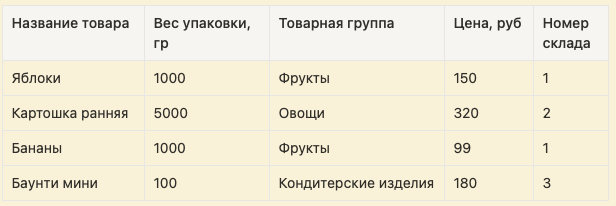 Название товара Вес упаковки, гр Товарная группа Цена, руб Номер склада
Яблоки 1000 Фрукты 150 1
Картошка ранняя 5000 Овощи 320 2
Бананы 1000 Фрукты 99 1
Баунти мини 100 Кондитерские изделия 180 3